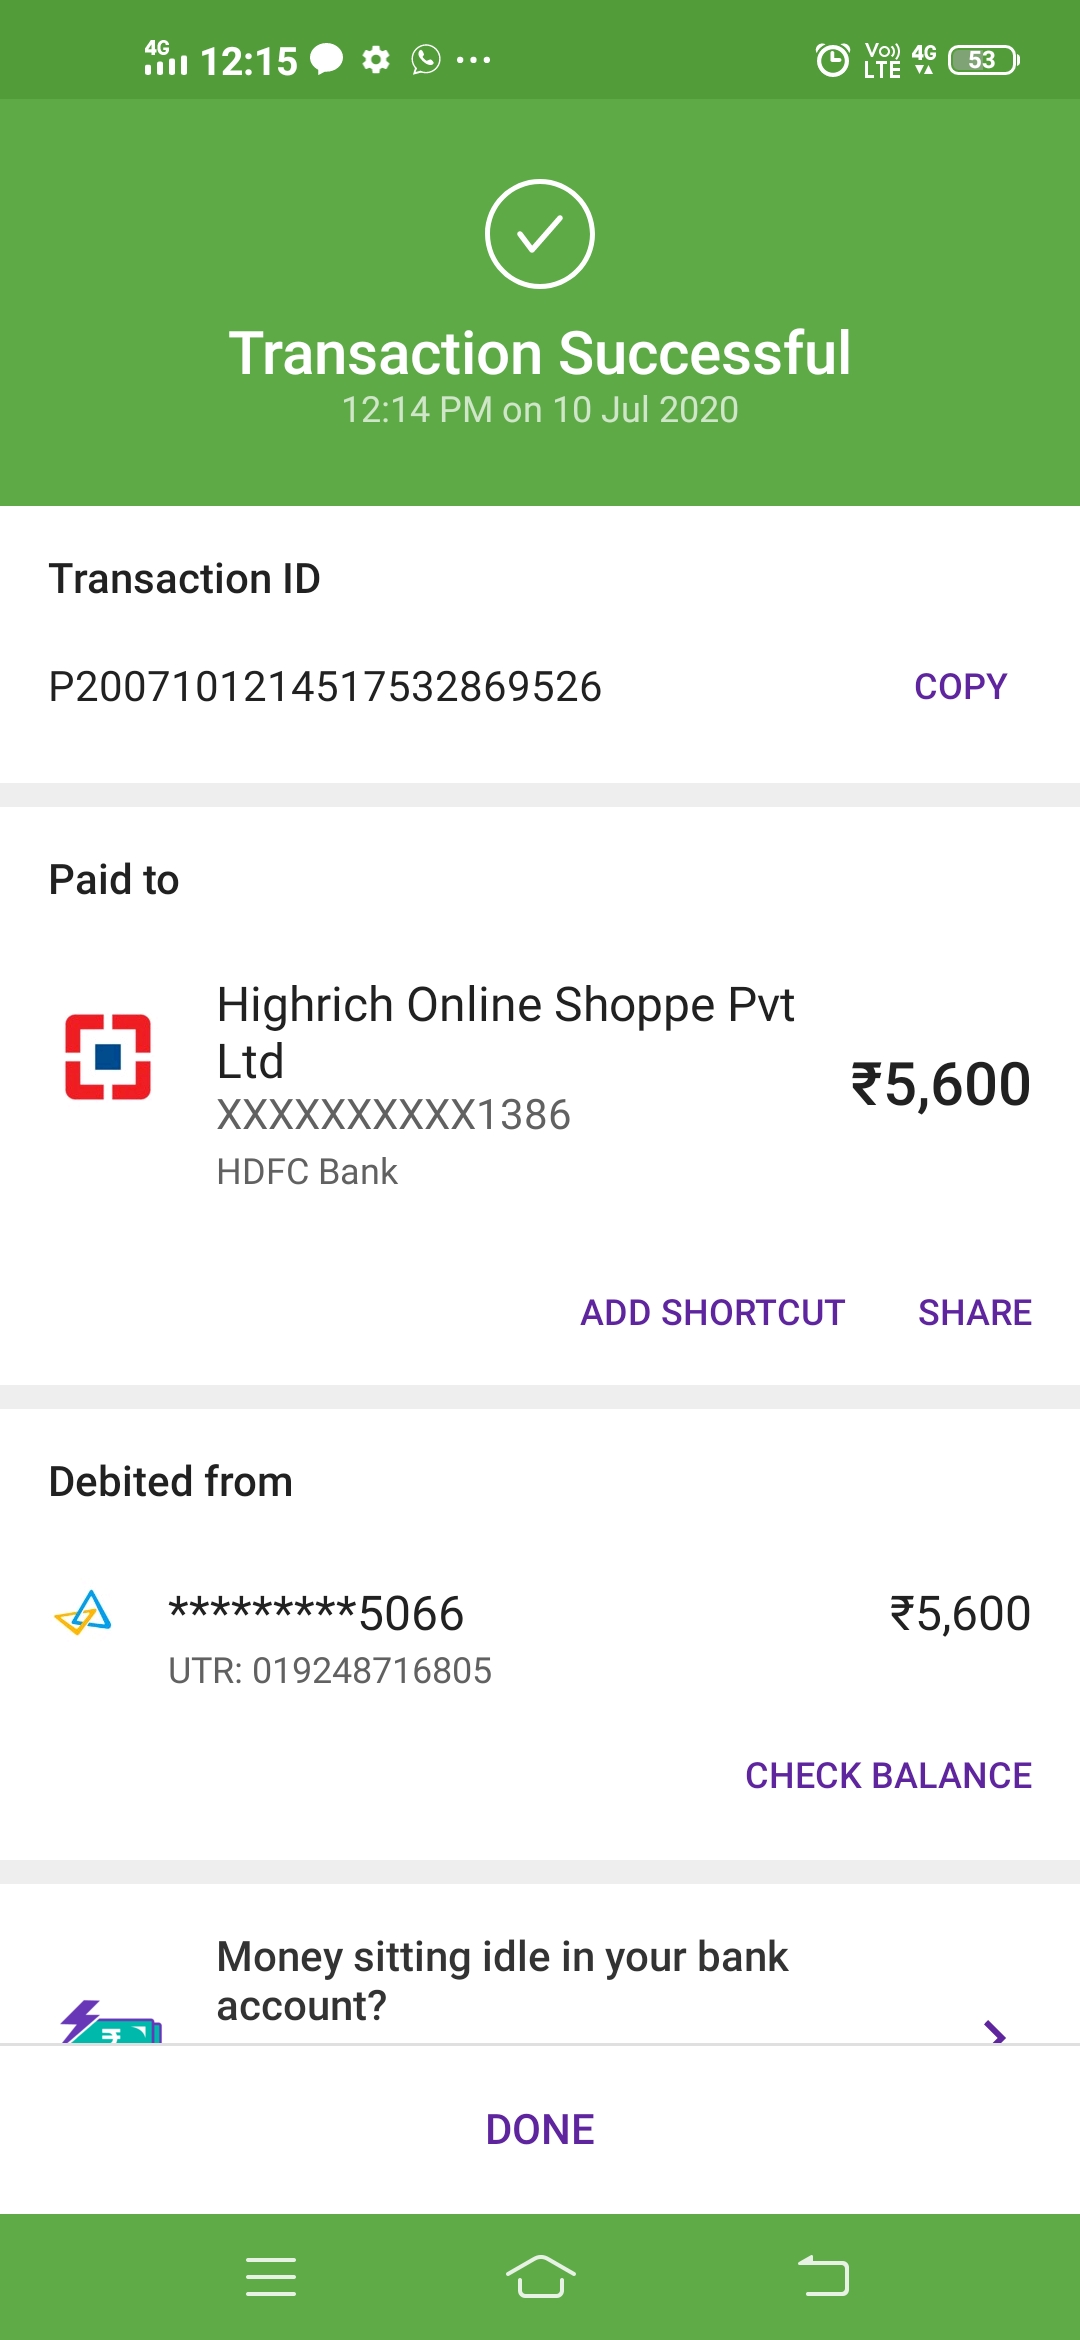 4G 12:15 ... Vo)) LTE 4G 53
Transaction Successful
12:14 PM on 10 Jul 2020
Transaction ID
P2007101214517532869526 COPY
Paid to
Highrich Online Shoppe Pvt
Ltd
₹5,600
XXXXXXXXXX1386
HDFC Bank
ADD SHORTCUT SHARE
Debited from
*********5066 ₹5,600
UTR: 019248716805
CHECK BALANCE
Money sitting idle in your bank
account?
₹
DONE